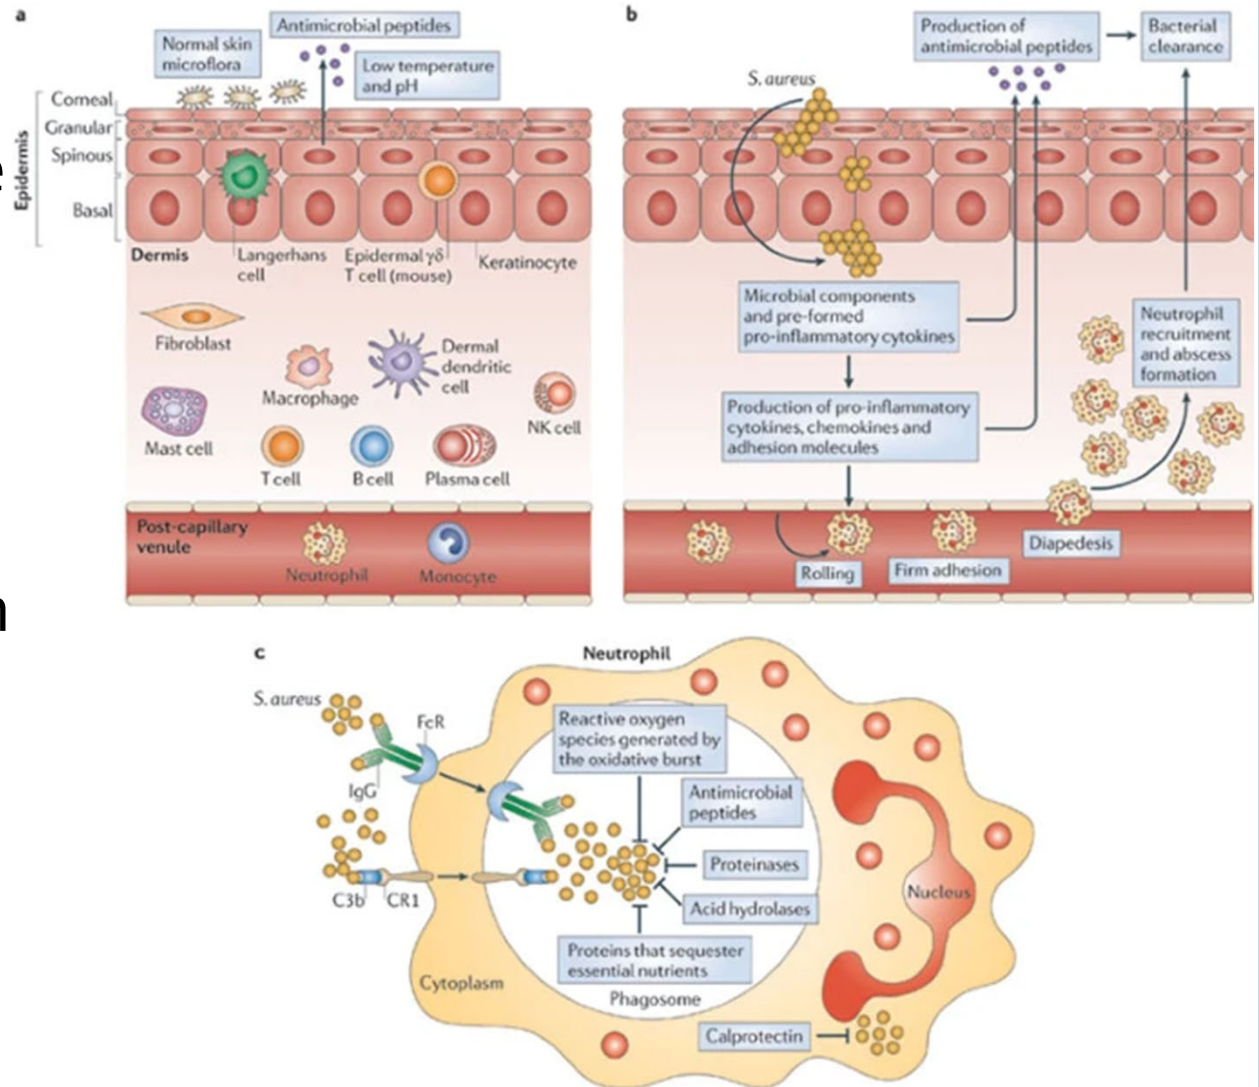 a
Antimicrobial peptides
Normal skin
microflora
Low temperature
and pH
Epidermis
Corneal
Granular
Spinous
Basal
Dermis
Langerhans
cell
Epidermal γδ
T cell (mouse)
Keratinocyte
Fibroblast
Macrophage
Dermal
dendritic
cell
Mast cell
NK cell
T cell
B cell
Plasma cell
Post-capillary
venule
Neutrophil
Monocyte
b
Production of
antimicrobial peptides
Bacterial
clearance
S. aureus
Microbial components
and pre-formed
pro-inflammatory cytokines
Neutrophil
recruitment
and abscess
formation
Production of pro-inflammatory
cytokines, chemokines and
adhesion molecules
Rolling
Firm adhesion
Diapedesis
c
Neutrophil
S. aureus
FcR
IgG
Reactive oxygen
species generated by
the oxidative burst
Antimicrobial
peptides
Proteinases
C3b
CR1
Acid hydrolases
Nucleus
Proteins that sequester
essential nutrients
Cytoplasm
Phagosome
Calprotectin